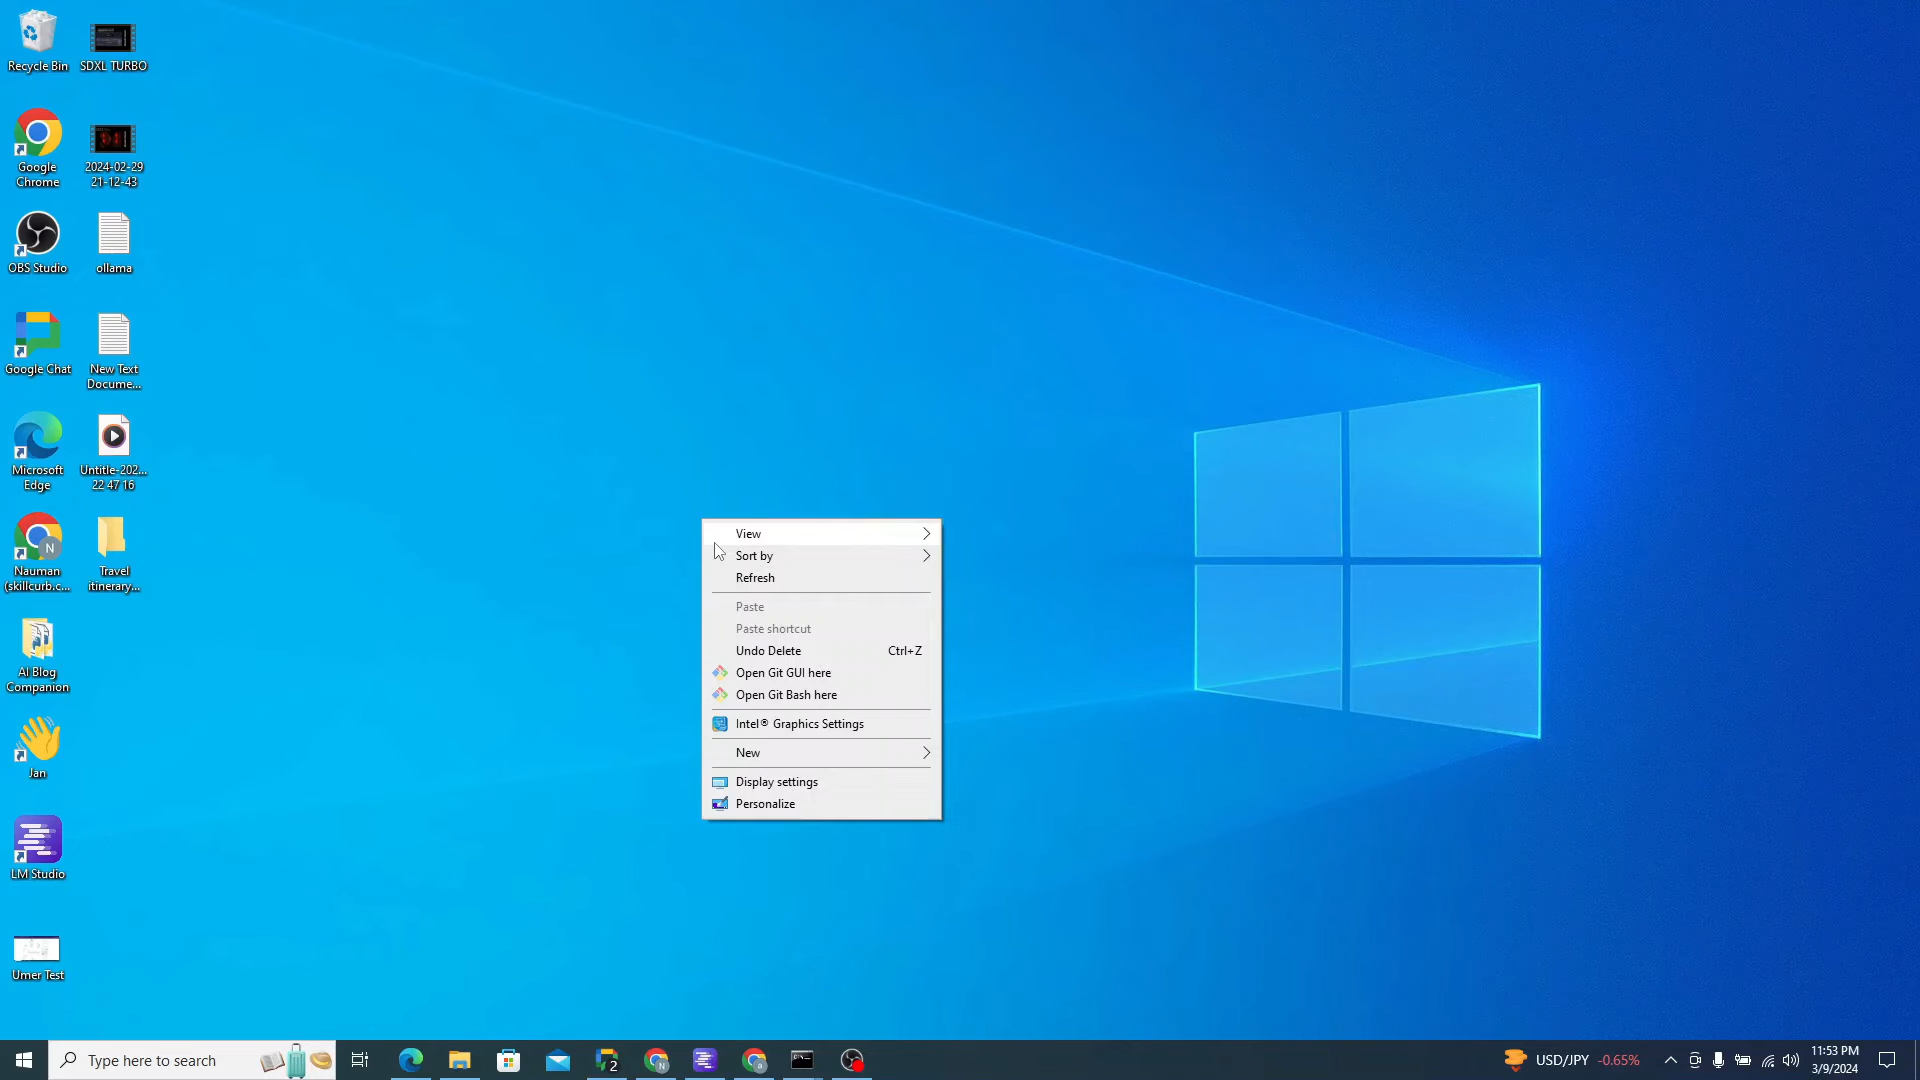 Recycle Bin
SDXL TURBO
Google
Chrome
2024-02-29
21-12-43
OBS Studio
ollama
Google Chat
New Text
Docume...
Microsoft
Edge
Untitle-202...
22 47 16
Nauman
(skillcurb.c...
Travel
itinerary...
AI Blog
Companion
Jan
LM Studio
Umer Test
View
Sort by
Refresh
Paste
Paste shortcut
Undo Delete Ctrl+Z
Open Git GUI here
Open Git Bash here
Intel® Graphics Settings
New
Display settings
Personalize
Type here to search
2
N
a
USD/JPY -0.65%
11:53 PM
3/9/2024